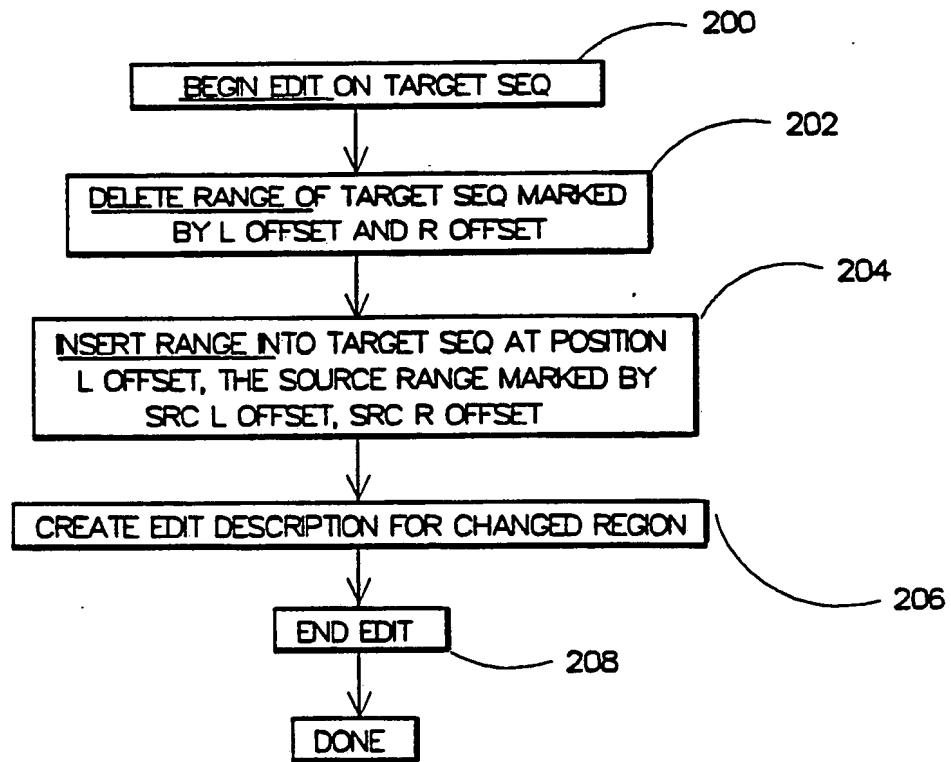 200
BEGIN EDIT ON TARGET SEQ
202
DELETE RANGE OF TARGET SEQ MARKED
BY L OFFSET AND R OFFSET
204
INSERT RANGE INTO TARGET SEQ AT POSITION
L OFFSET, THE SOURCE RANGE MARKED BY
SRC L OFFSET, SRC R OFFSET
CREATE EDIT DESCRIPTION FOR CHANGED REGION
206
END EDIT
208
DONE